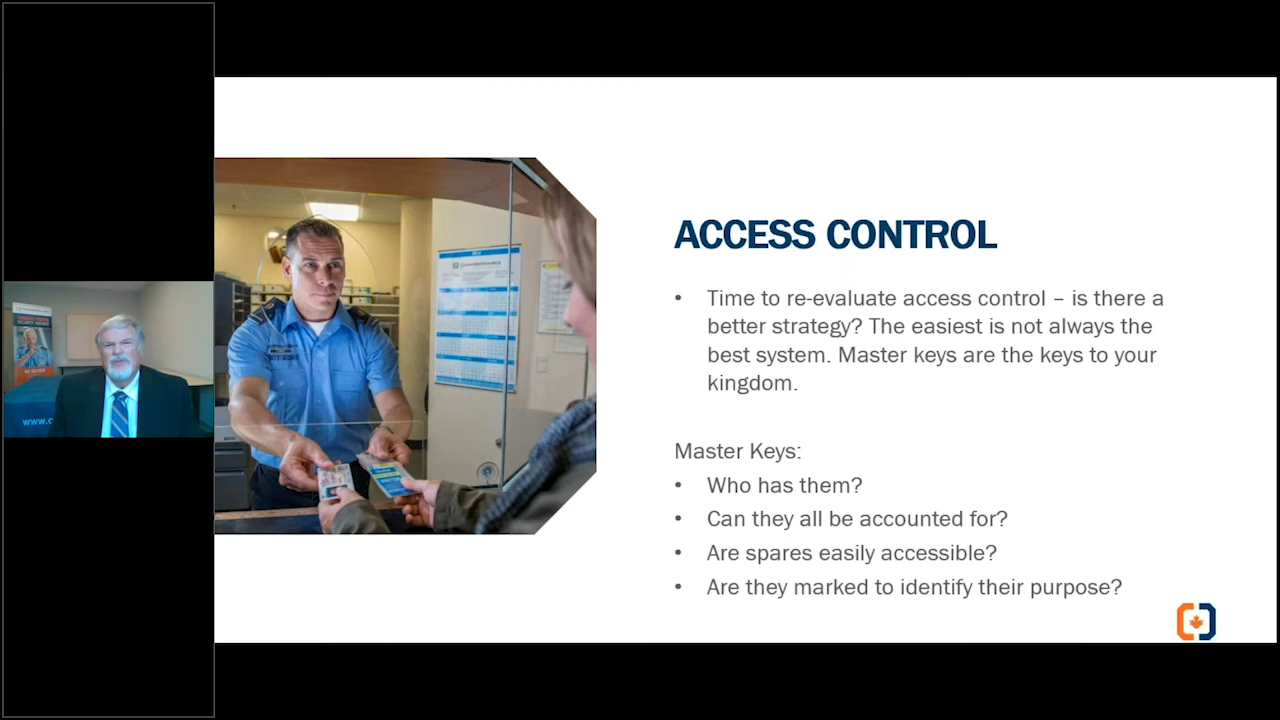 ACCESS CONTROL
• Time to re-evaluate access control – is there a
better strategy? The easiest is not always the
best system. Master keys are the keys to your
kingdom.
Master Keys:
• Who has them?
• Can they all be accounted for?
• Are spares easily accessible?
• Are they marked to identify their purpose?
www.c